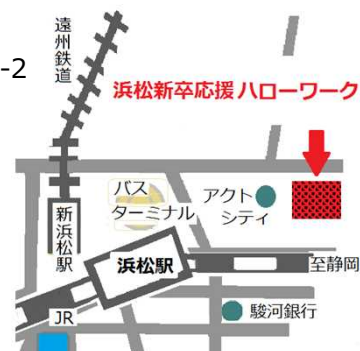 -2
遠州鉄道
浜松新卒応援ハローワーク
バス
ターミナル
アクト
シティ
新浜松駅
浜松駅
至静岡
駿河銀行
JR